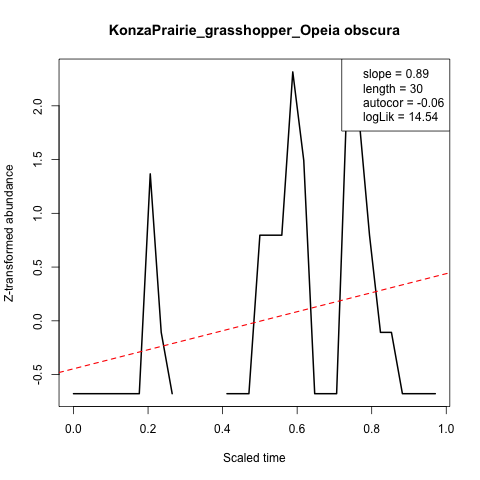 KonzaPrairie_grasshopper_Opeia obscura
slope = 0.89
length = 30
autocor = -0.06
logLik = 14.54
Z-transformed abundance
2.0
1.5
1.0
0.5
0.0
-0.5
0.0 0.2 0.4 0.6 0.8 1.0
Scaled time